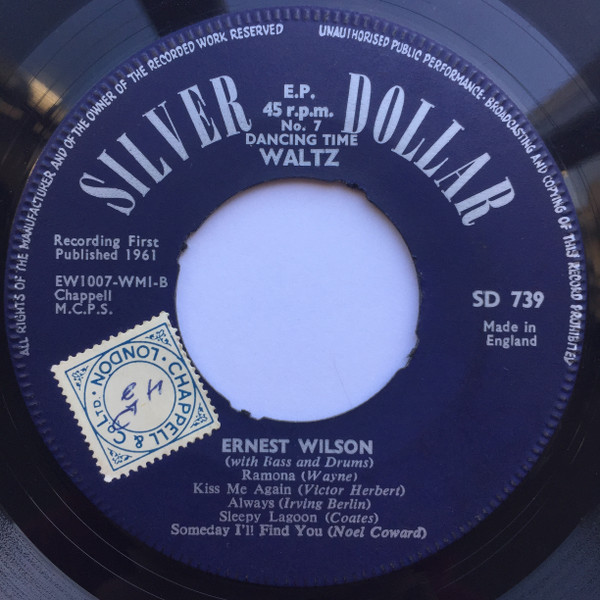 ALL RIGHTS OF THE MANUFACTURER AND OF THE OWNER OF THE RECORDED WORK RESERVED
UNAUTHORISED PUBLIC PERFORMANCE · BROADCASTING AND COPYING OF THIS RECORD PROHIBITED
SILVER DOLLAR
E.P.
45 r.p.m.
No. 7
DANCING TIME
WALTZ
Recording First
Published 1961
EW1007-WM1-B
Chappell
M.C.P.S.
SD 739
Made in
England
CHAPPELL & CO LTD. · LONDON ·
ERNEST WILSON
(with Bass and Drums)
Ramona (Wayne)
Kiss Me Again (Victor Herbert)
Always (Irving Berlin)
Sleepy Lagoon (Coates)
Someday I'll Find You (Noel Coward)